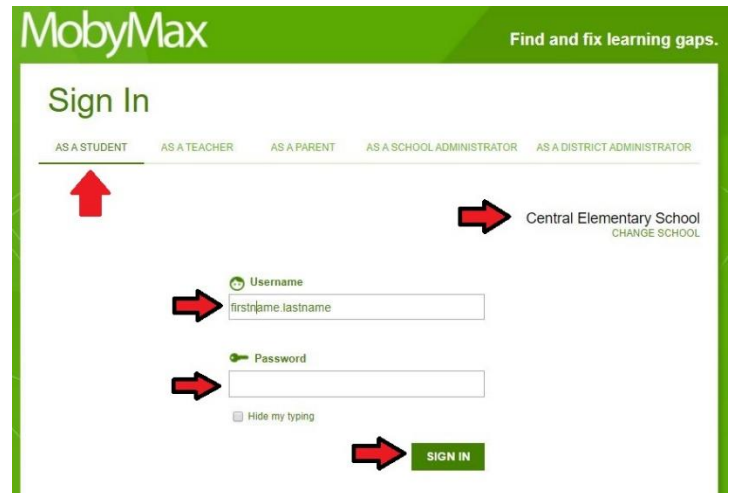 MobyMax
Find and fix learning gaps.
Sign In
AS A STUDENT AS A TEACHER AS A PARENT AS A SCHOOL ADMINISTRATOR AS A DISTRICT ADMINISTRATOR
Central Elementary School
CHANGE SCHOOL
Username
firstname.lastname
Password
Hide my typing
SIGN IN